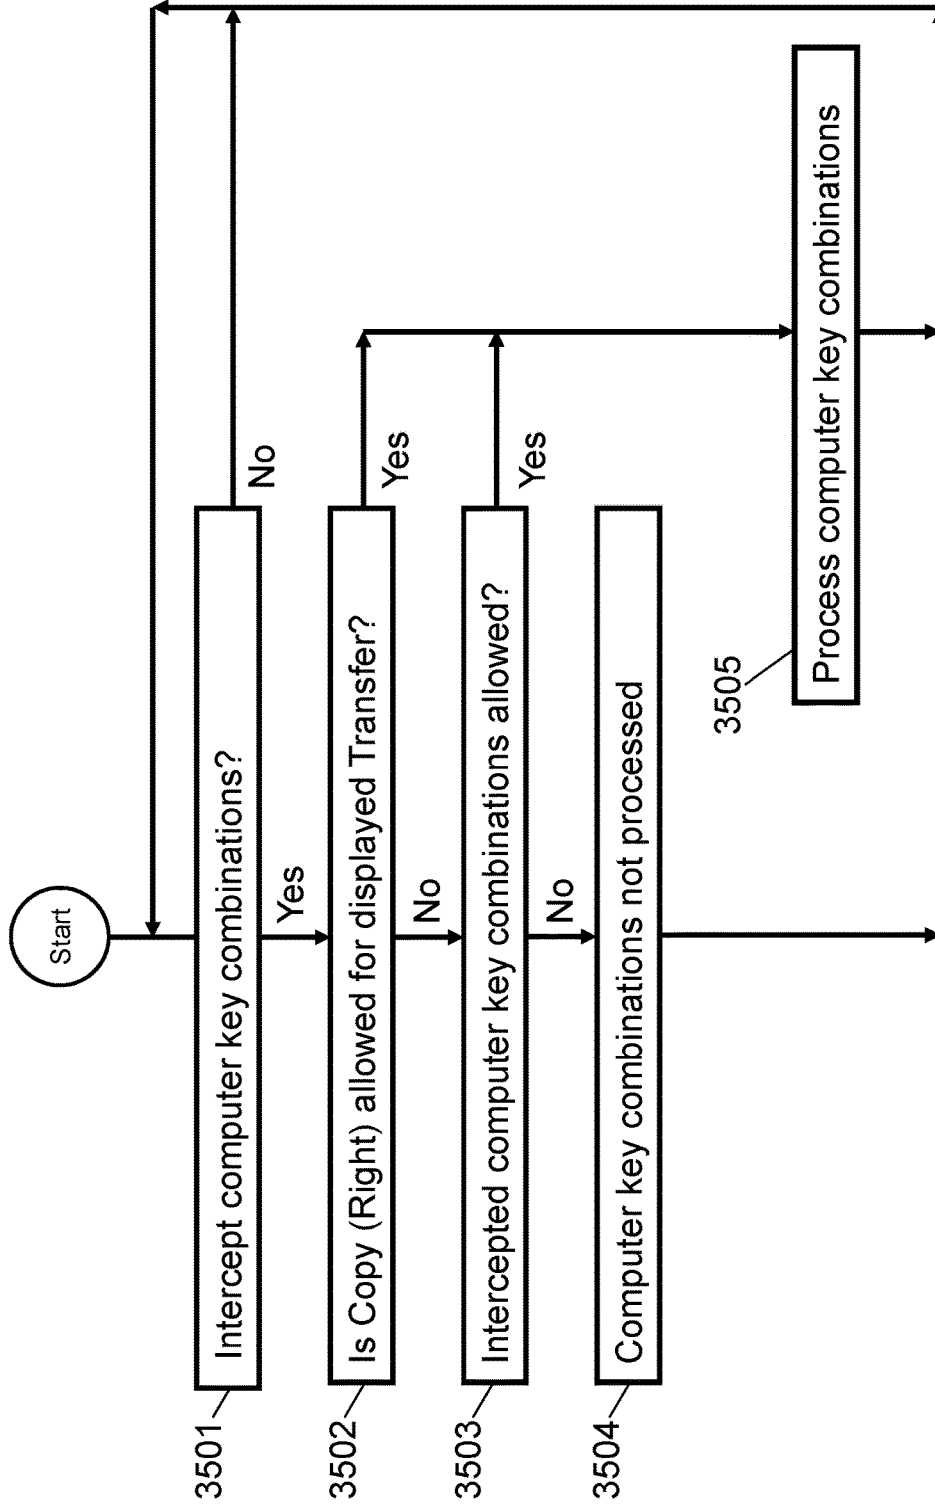 Start
3501
Intercept computer key combinations?
No
Yes
3502
Is Copy (Right) allowed for displayed Transfer?
Yes
No
3503
Intercepted computer key combinations allowed?
Yes
No
3504
Computer key combinations not processed
3505
Process computer key combinations